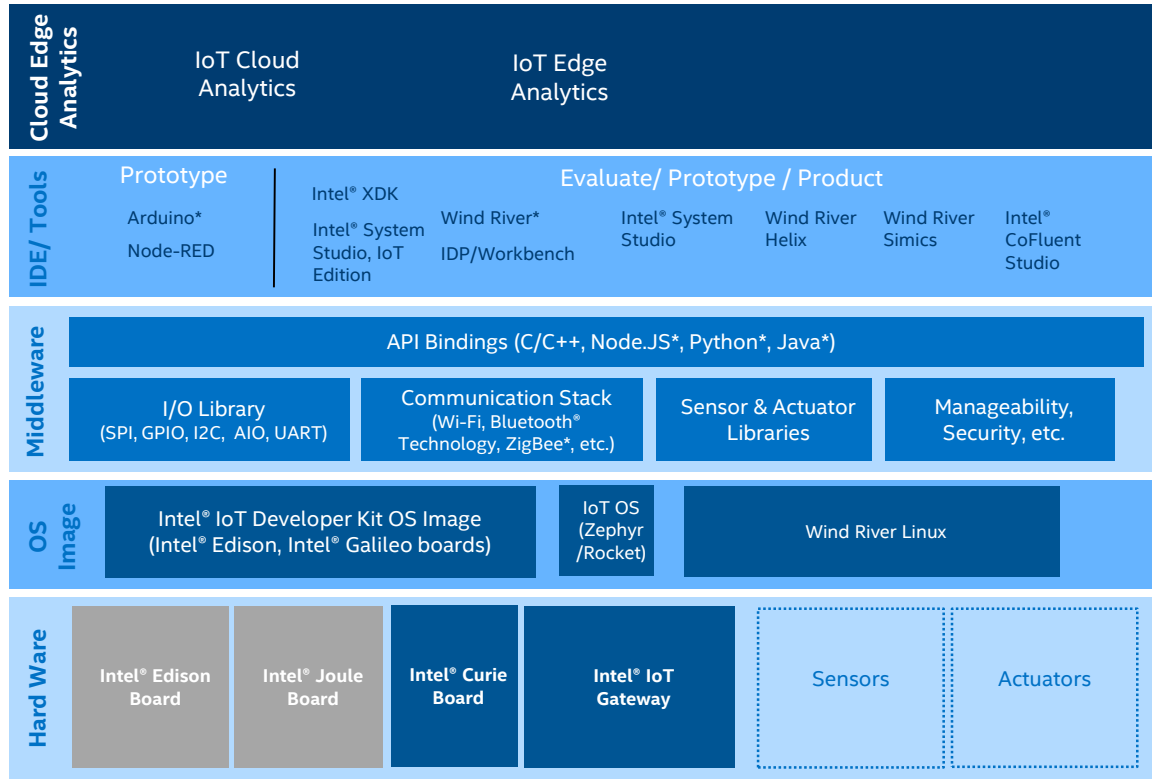 Cloud Edge
Analytics
IoT Cloud
Analytics
IoT Edge
Analytics
IDE/ Tools
Prototype
Arduino*
Node-RED
Evaluate/ Prototype / Product
Intel® XDK
Intel® System
Studio, IoT
Edition
Wind River*
IDP/Workbench
Intel® System
Studio
Wind River
Helix
Wind River
Simics
Intel®
CoFluent
Studio
Middleware
API Bindings (C/C++, Node.JS*, Python*, Java*)
I/O Library
(SPI, GPIO, I2C, AIO, UART)
Communication Stack
(Wi-Fi, Bluetooth®
Technology, ZigBee*, etc.)
Sensor & Actuator
Libraries
Manageability,
Security, etc.
OS
Image
Intel® IoT Developer Kit OS Image
(Intel® Edison, Intel® Galileo boards)
IoT OS
(Zephyr
/Rocket)
Wind River Linux
Hard Ware
Intel® Edison
Board
Intel® Joule
Board
Intel® Curie
Board
Intel® IoT
Gateway
Sensors
Actuators